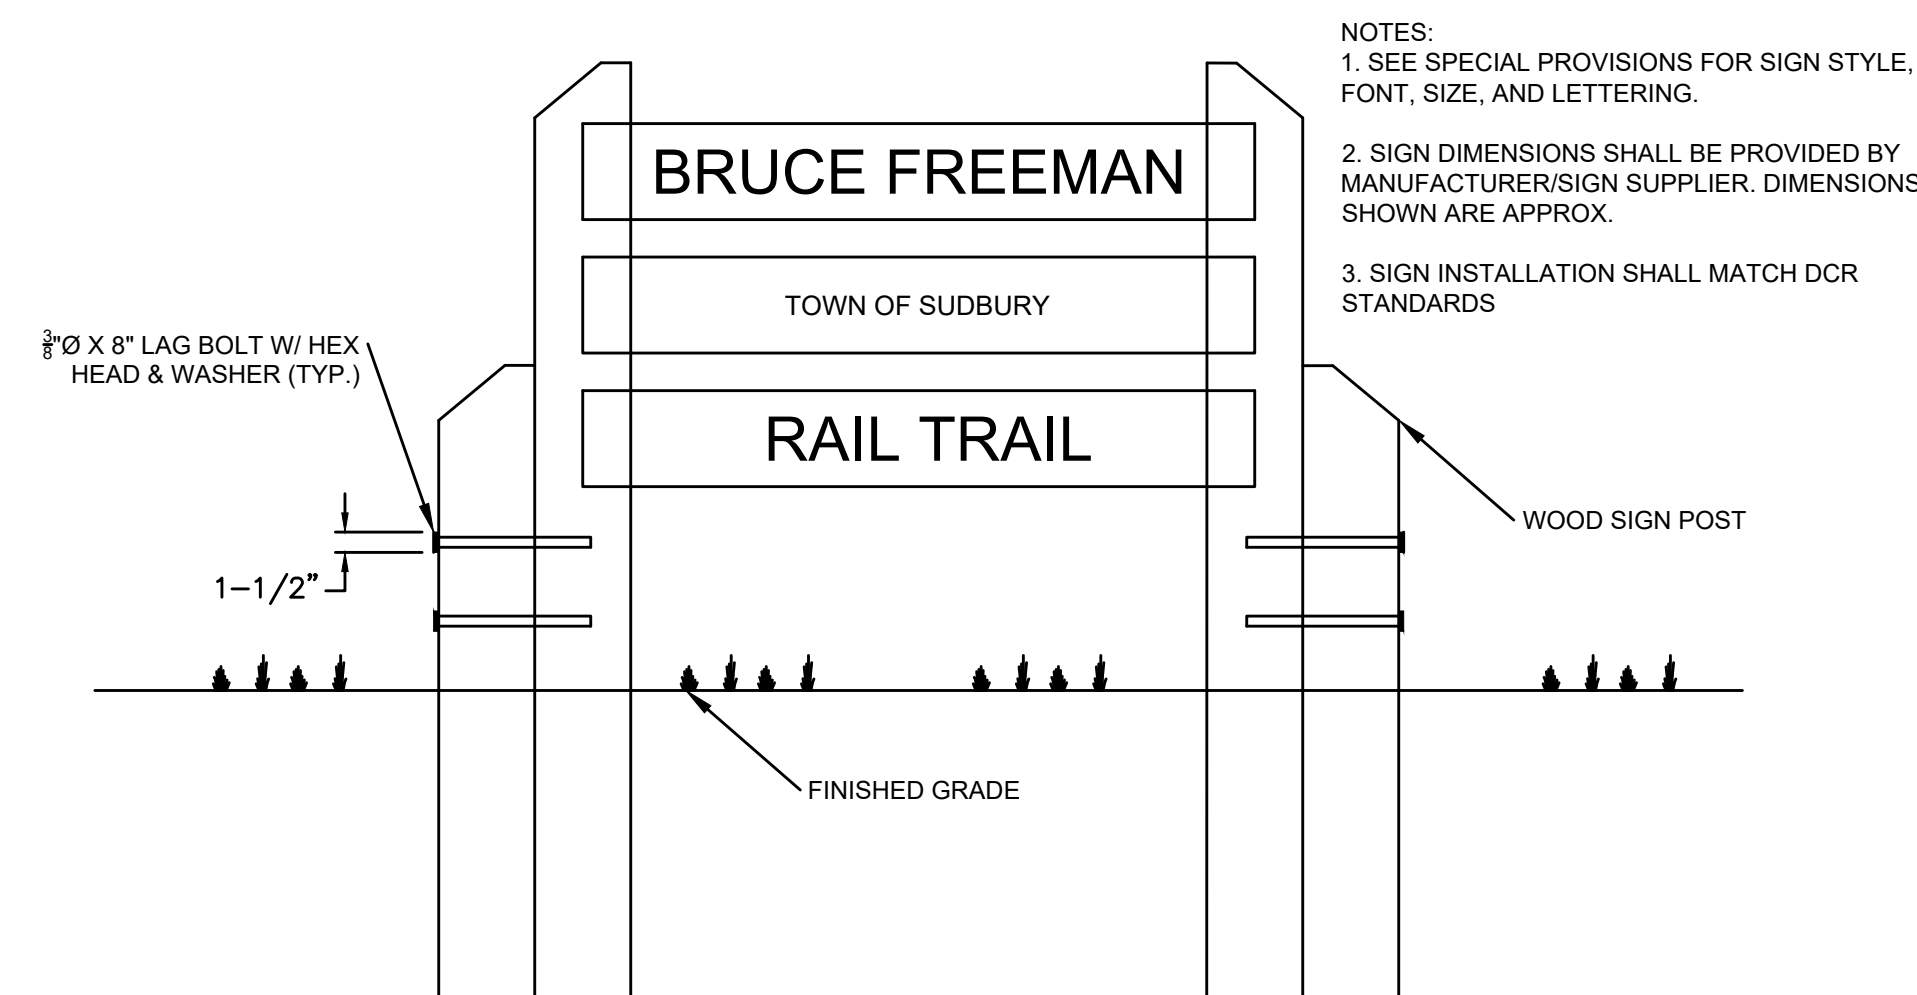 NOTES:
1. SEE SPECIAL PROVISIONS FOR SIGN STYLE,
FONT, SIZE, AND LETTERING.
2. SIGN DIMENSIONS SHALL BE PROVIDED BY
MANUFACTURER/SIGN SUPPLIER. DIMENSIONS
SHOWN ARE APPROX.
3. SIGN INSTALLATION SHALL MATCH DCR
STANDARDS
BRUCE FREEMAN
TOWN OF SUDBURY
RAIL TRAIL
3/8"Ø X 8" LAG BOLT W/ HEX
HEAD & WASHER (TYP.)
WOOD SIGN POST
1-1/2"
FINISHED GRADE